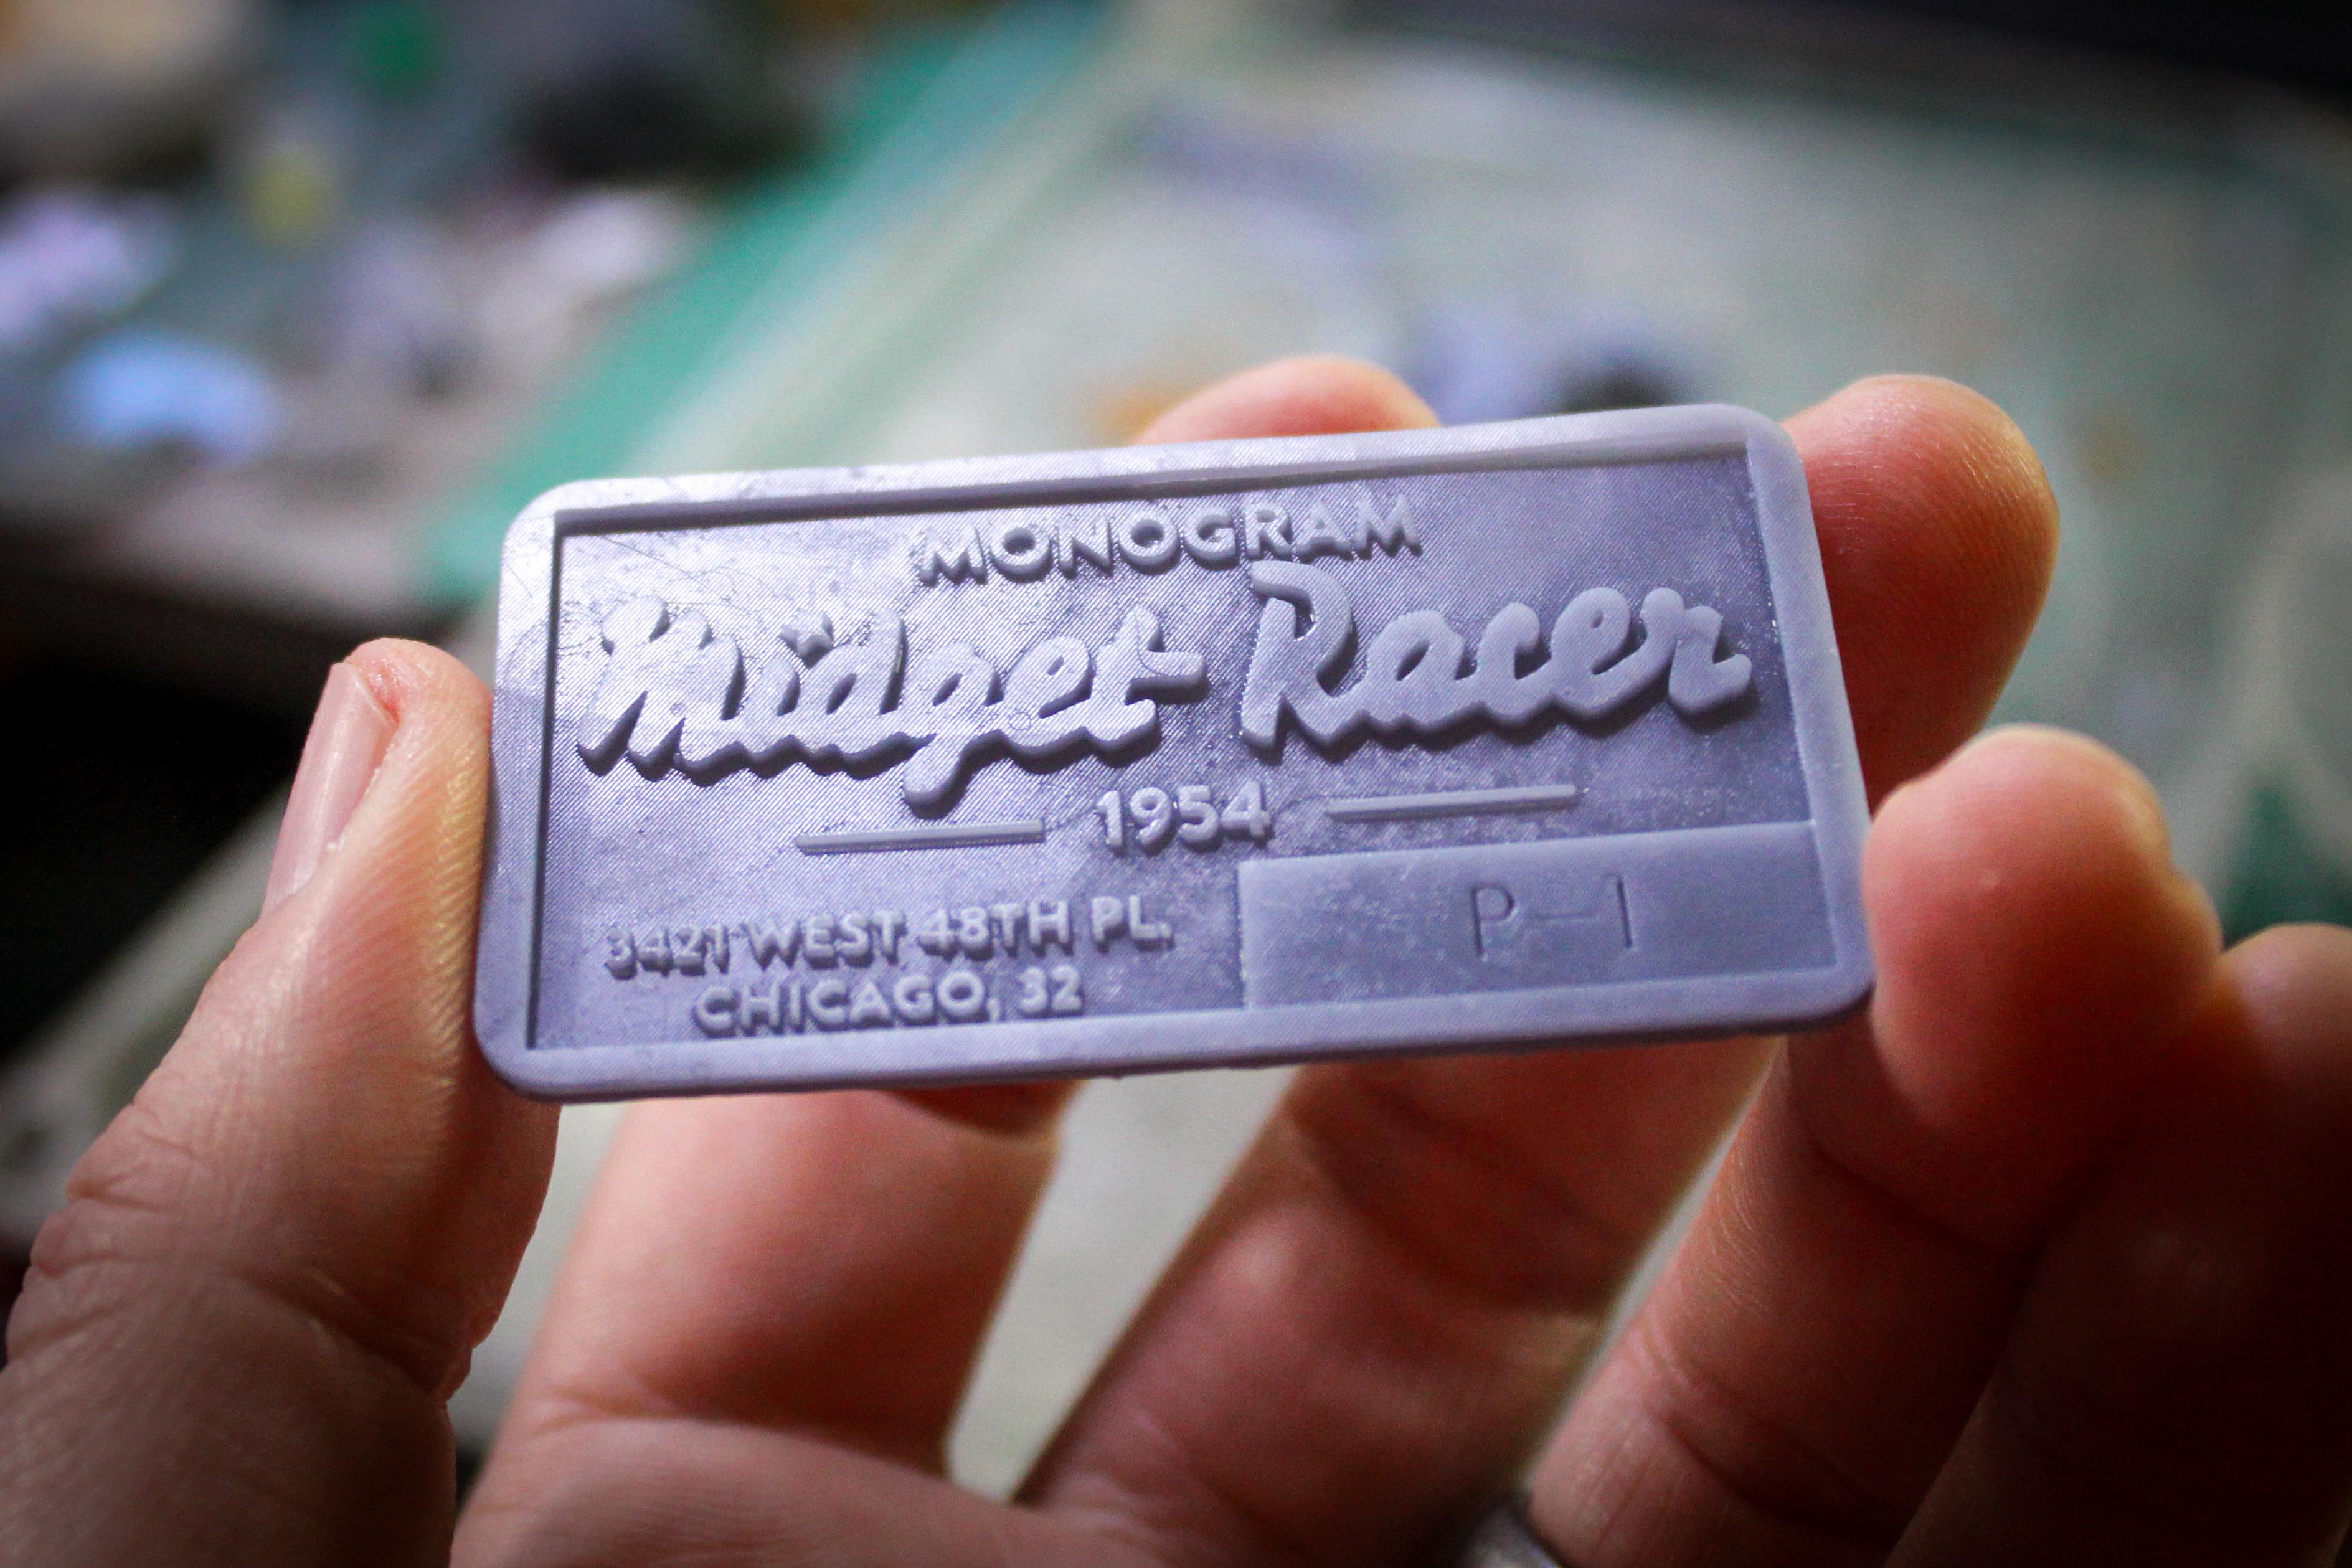 MONOGRAM
Midget Racer
1954
3421 WEST 48TH PL.
CHICAGO, 32
P-1